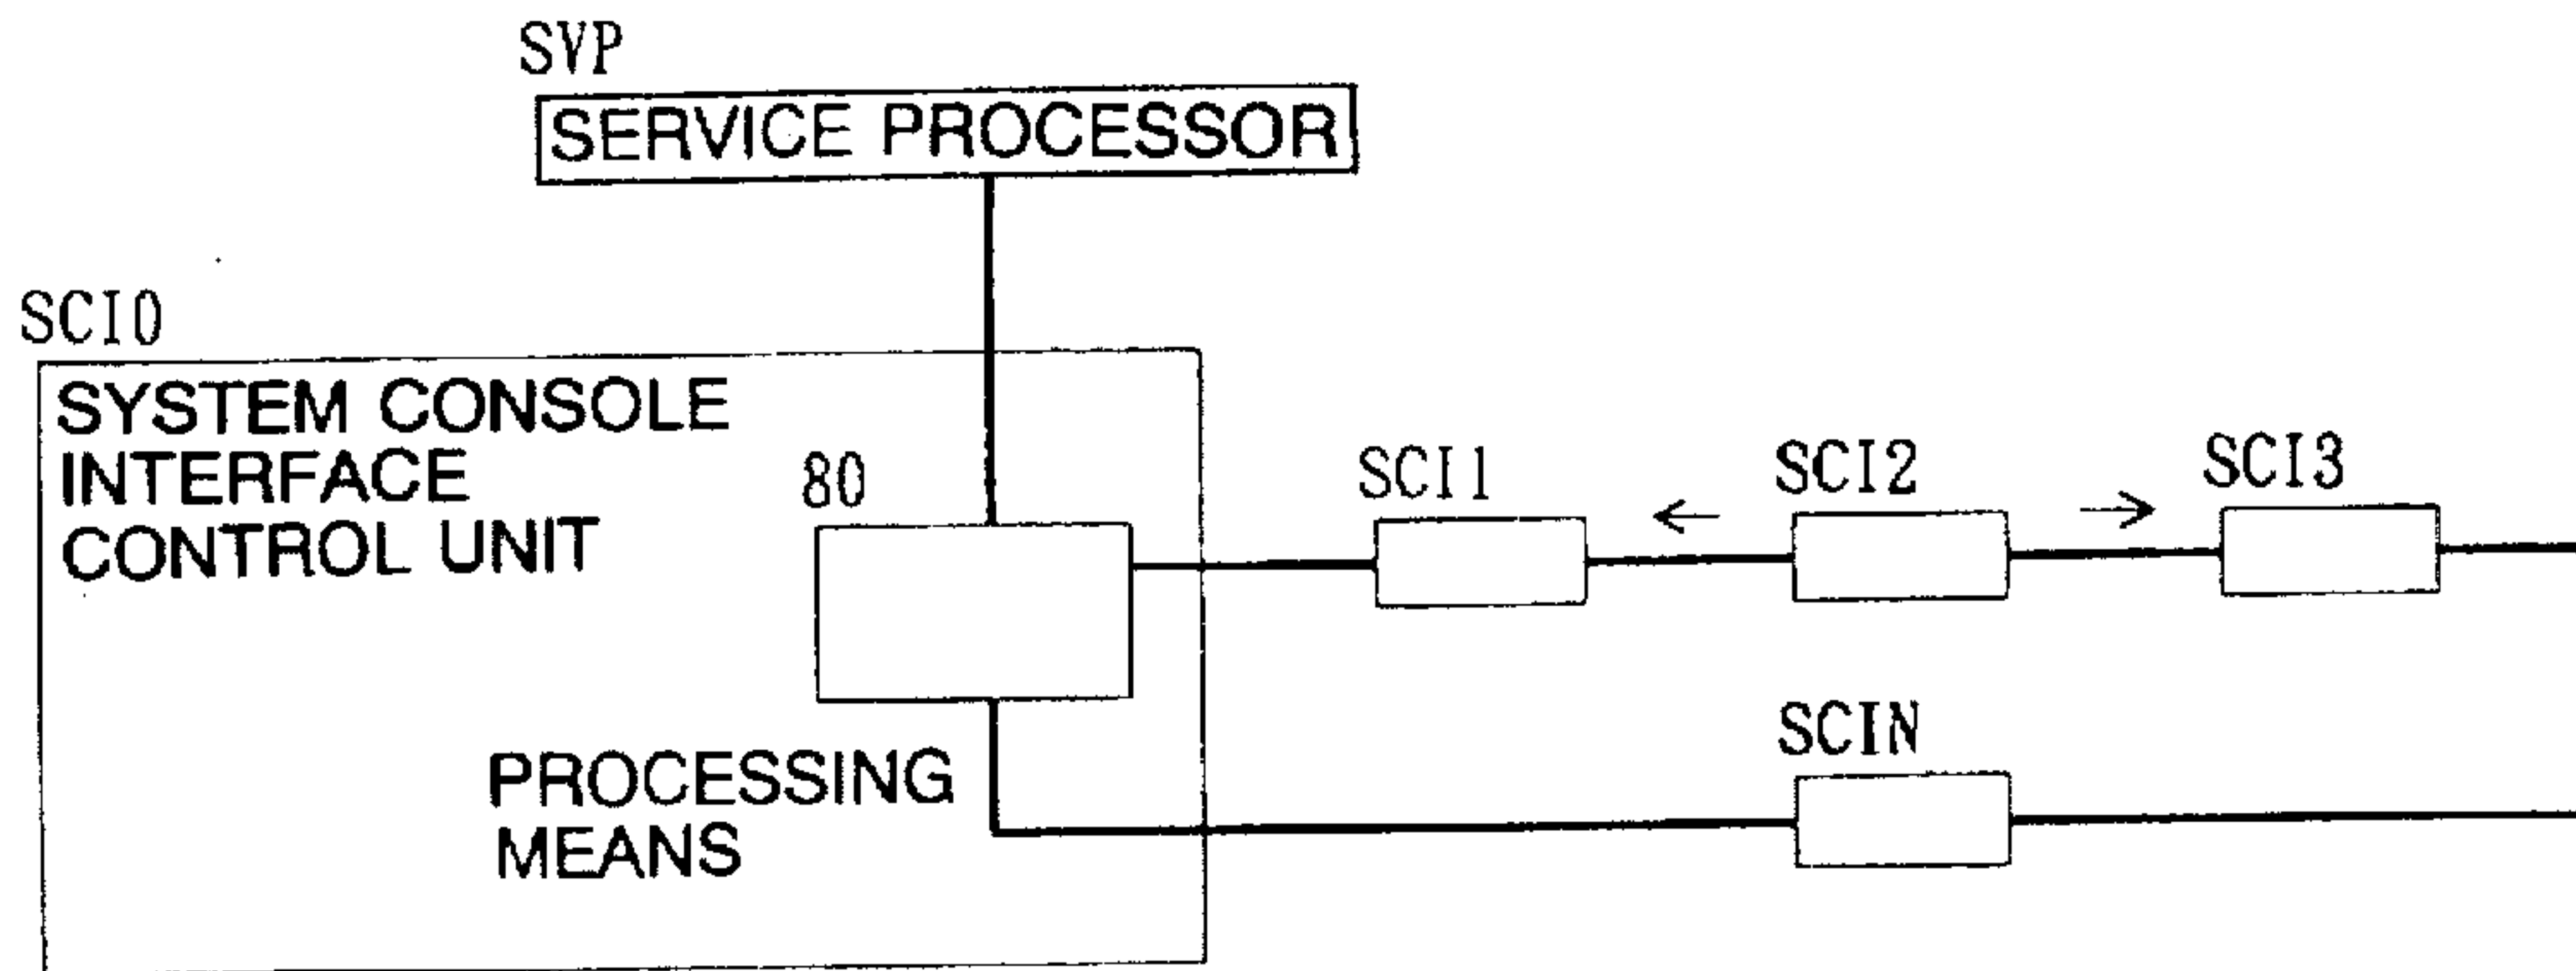 SVP
SERVICE PROCESSOR
SCI0
SYSTEM CONSOLE
INTERFACE
CONTROL UNIT
80
SCI1
SCI2
SCI3
SCIN
PROCESSING
MEANS